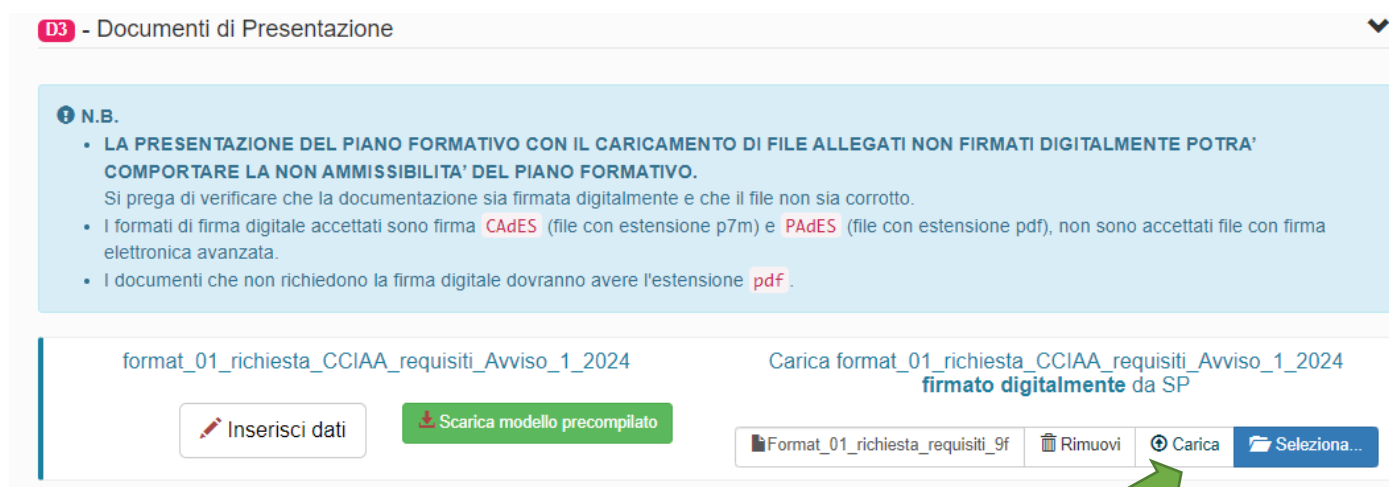 D3 - Documenti di Presentazione
N.B.
• LA PRESENTAZIONE DEL PIANO FORMATIVO CON IL CARICAMENTO DI FILE ALLEGATI NON FIRMATI DIGITALMENTE POTRA'
COMPORTARE LA NON AMMISSIBILITA' DEL PIANO FORMATIVO.
Si prega di verificare che la documentazione sia firmata digitalmente e che il file non sia corrotto.
• I formati di firma digitale accettati sono firma CAdES (file con estensione p7m) e PAdES (file con estensione pdf), non sono accettati file con firma
elettronica avanzata.
• I documenti che non richiedono la firma digitale dovranno avere l'estensione pdf.
format_01_richiesta_CCIAA_requisiti_Avviso_1_2024
Inserisci dati
Scarica modello precompilato
Carica format_01_richiesta_CCIAA_requisiti_Avviso_1_2024
firmato digitalmente da SP
Format_01_richiesta_requisiti_9f
Rimuovi
Carica
Seleziona...